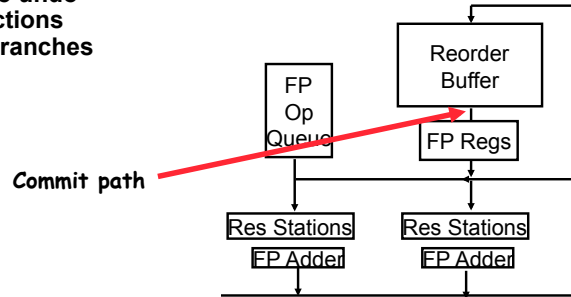 ctions
ranches
Reorder
Buffer
FP
Op
Queue
FP Regs
Commit path
Res Stations
Res Stations
FP Adder
FP Adder